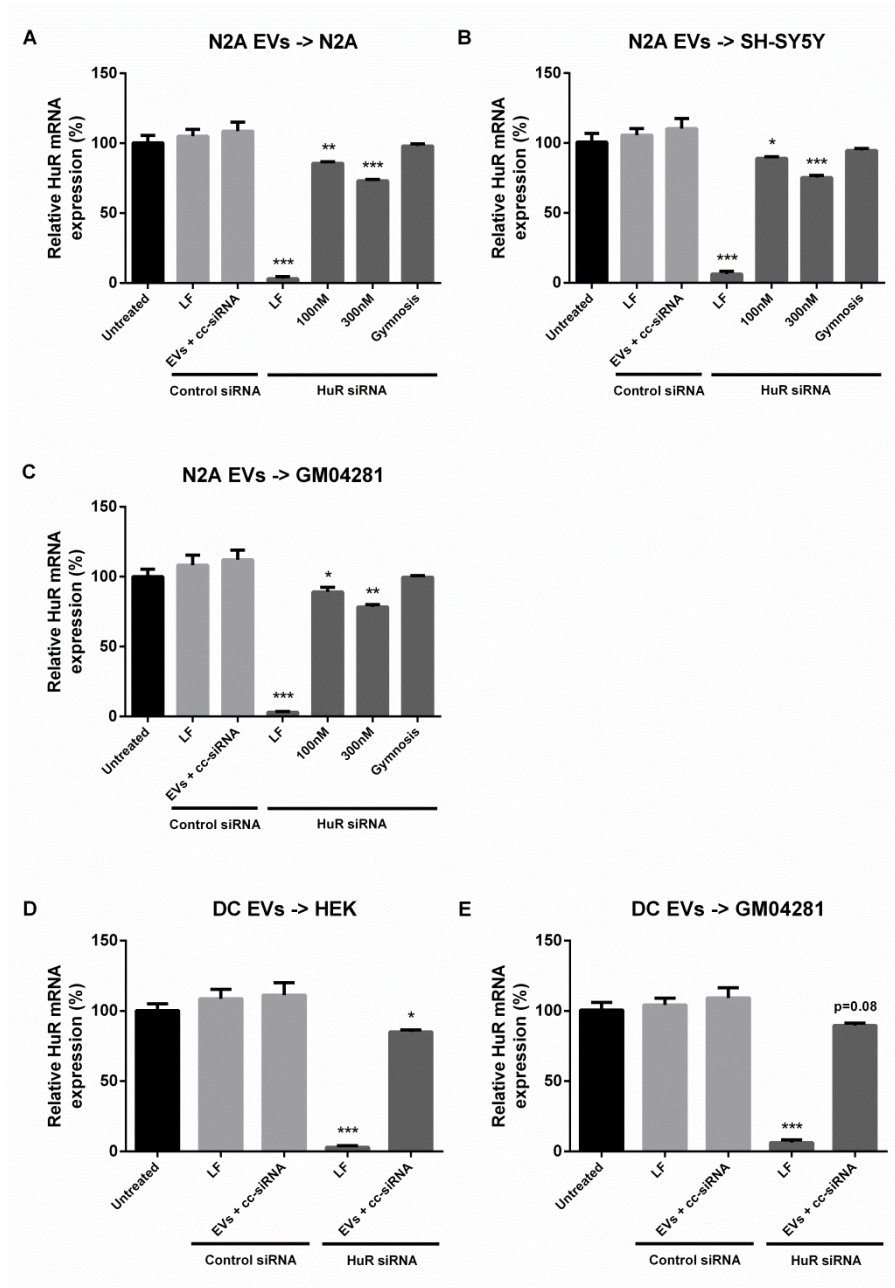 A
N2A EVs -> N2A
Relative HuR mRNA
expression (%)
150
100
50
0
**
***
***
Untreated
LF
EVs + cc-siRNA
LF
100nM
300nM
Gymnosis
Control siRNA
HuR siRNA
B
N2A EVs -> SH-SY5Y
Relative HuR mRNA
expression (%)
150
100
50
0
*
***
***
Untreated
LF
EVs + cc-siRNA
LF
100nM
300nM
Gymnosis
Control siRNA
HuR siRNA
C
N2A EVs -> GM04281
Relative HuR mRNA
expression (%)
150
100
50
0
*
**
***
Untreated
LF
EVs + cc-siRNA
LF
100nM
300nM
Gymnosis
Control siRNA
HuR siRNA
D
DC EVs -> HEK
Relative HuR mRNA
expression (%)
150
100
50
0
*
***
Untreated
LF
EVs + cc-siRNA
LF
EVs + cc-siRNA
Control siRNA
HuR siRNA
E
DC EVs -> GM04281
Relative HuR mRNA
expression (%)
150
100
50
0
p=0.08
***
Untreated
LF
EVs + cc-siRNA
LF
EVs + cc-siRNA
Control siRNA
HuR siRNA